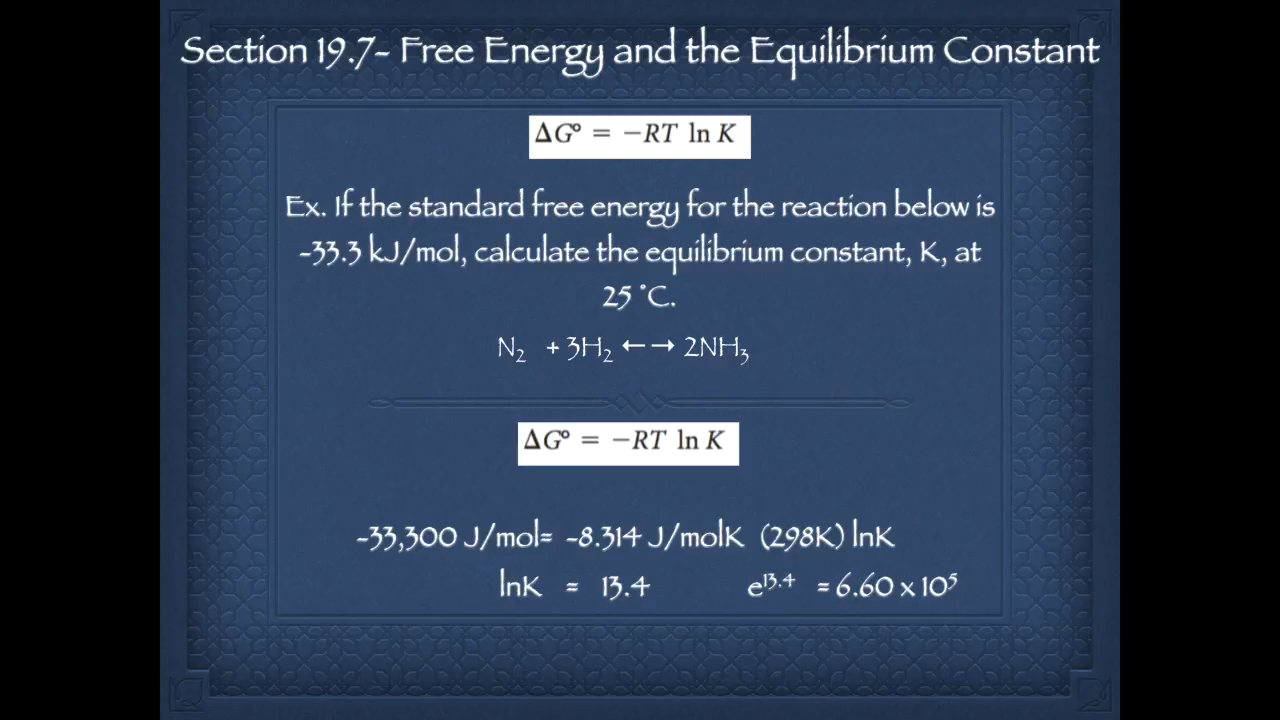 Section 19.7- Free Energy and the Equilibrium Constant
ΔG° = −RT ln K
Ex. If the standard free energy for the reaction below is
-33.3 kJ/mol, calculate the equilibrium constant, K, at
25 ˚C.
N₂ + 3H₂ ←→ 2NH₃
ΔG° = −RT ln K
-33,300 J/mol= -8.314 J/molK (298K) lnK
lnK = 13.4 e¹³·⁴ = 6.60 x 10⁵